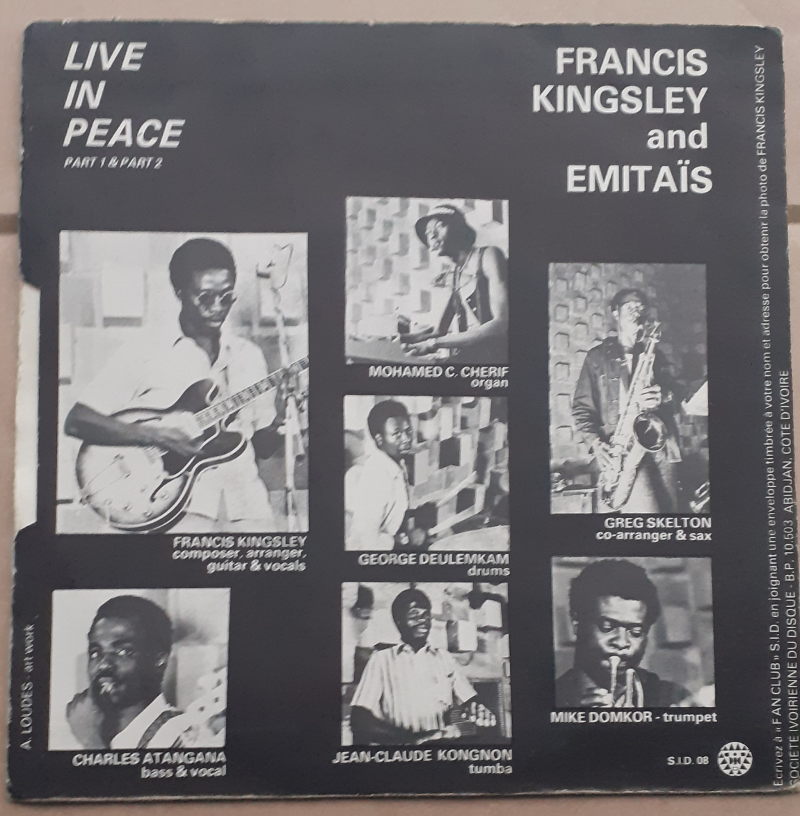 LIVE
IN
PEACE
PART 1 & PART 2
FRANCIS
KINGSLEY
and
EMITAÏS
FRANCIS KINGSLEY
composer, arranger,
guitar & vocals
MOHAMED C. CHERIF
organ
GEORGE DEULEMKAM
drums
GREG SKELTON
co-arranger & sax
CHARLES ATANGANA
bass & vocal
JEAN-CLAUDE KONGNON
tumba
MIKE DOMKOR - trumpet
S.I.D. 08
A. LOUDES - art work
Ecrivez à « FAN CLUB » S.I.D. en joignant une enveloppe timbrée à votre nom et adresse pour obtenir la photo de FRANCIS KINGSLEY
SOCIETE IVOIRIENNE DU DISQUE - B.P. 10.603 ABIDJAN. COTE D'IVOIRE